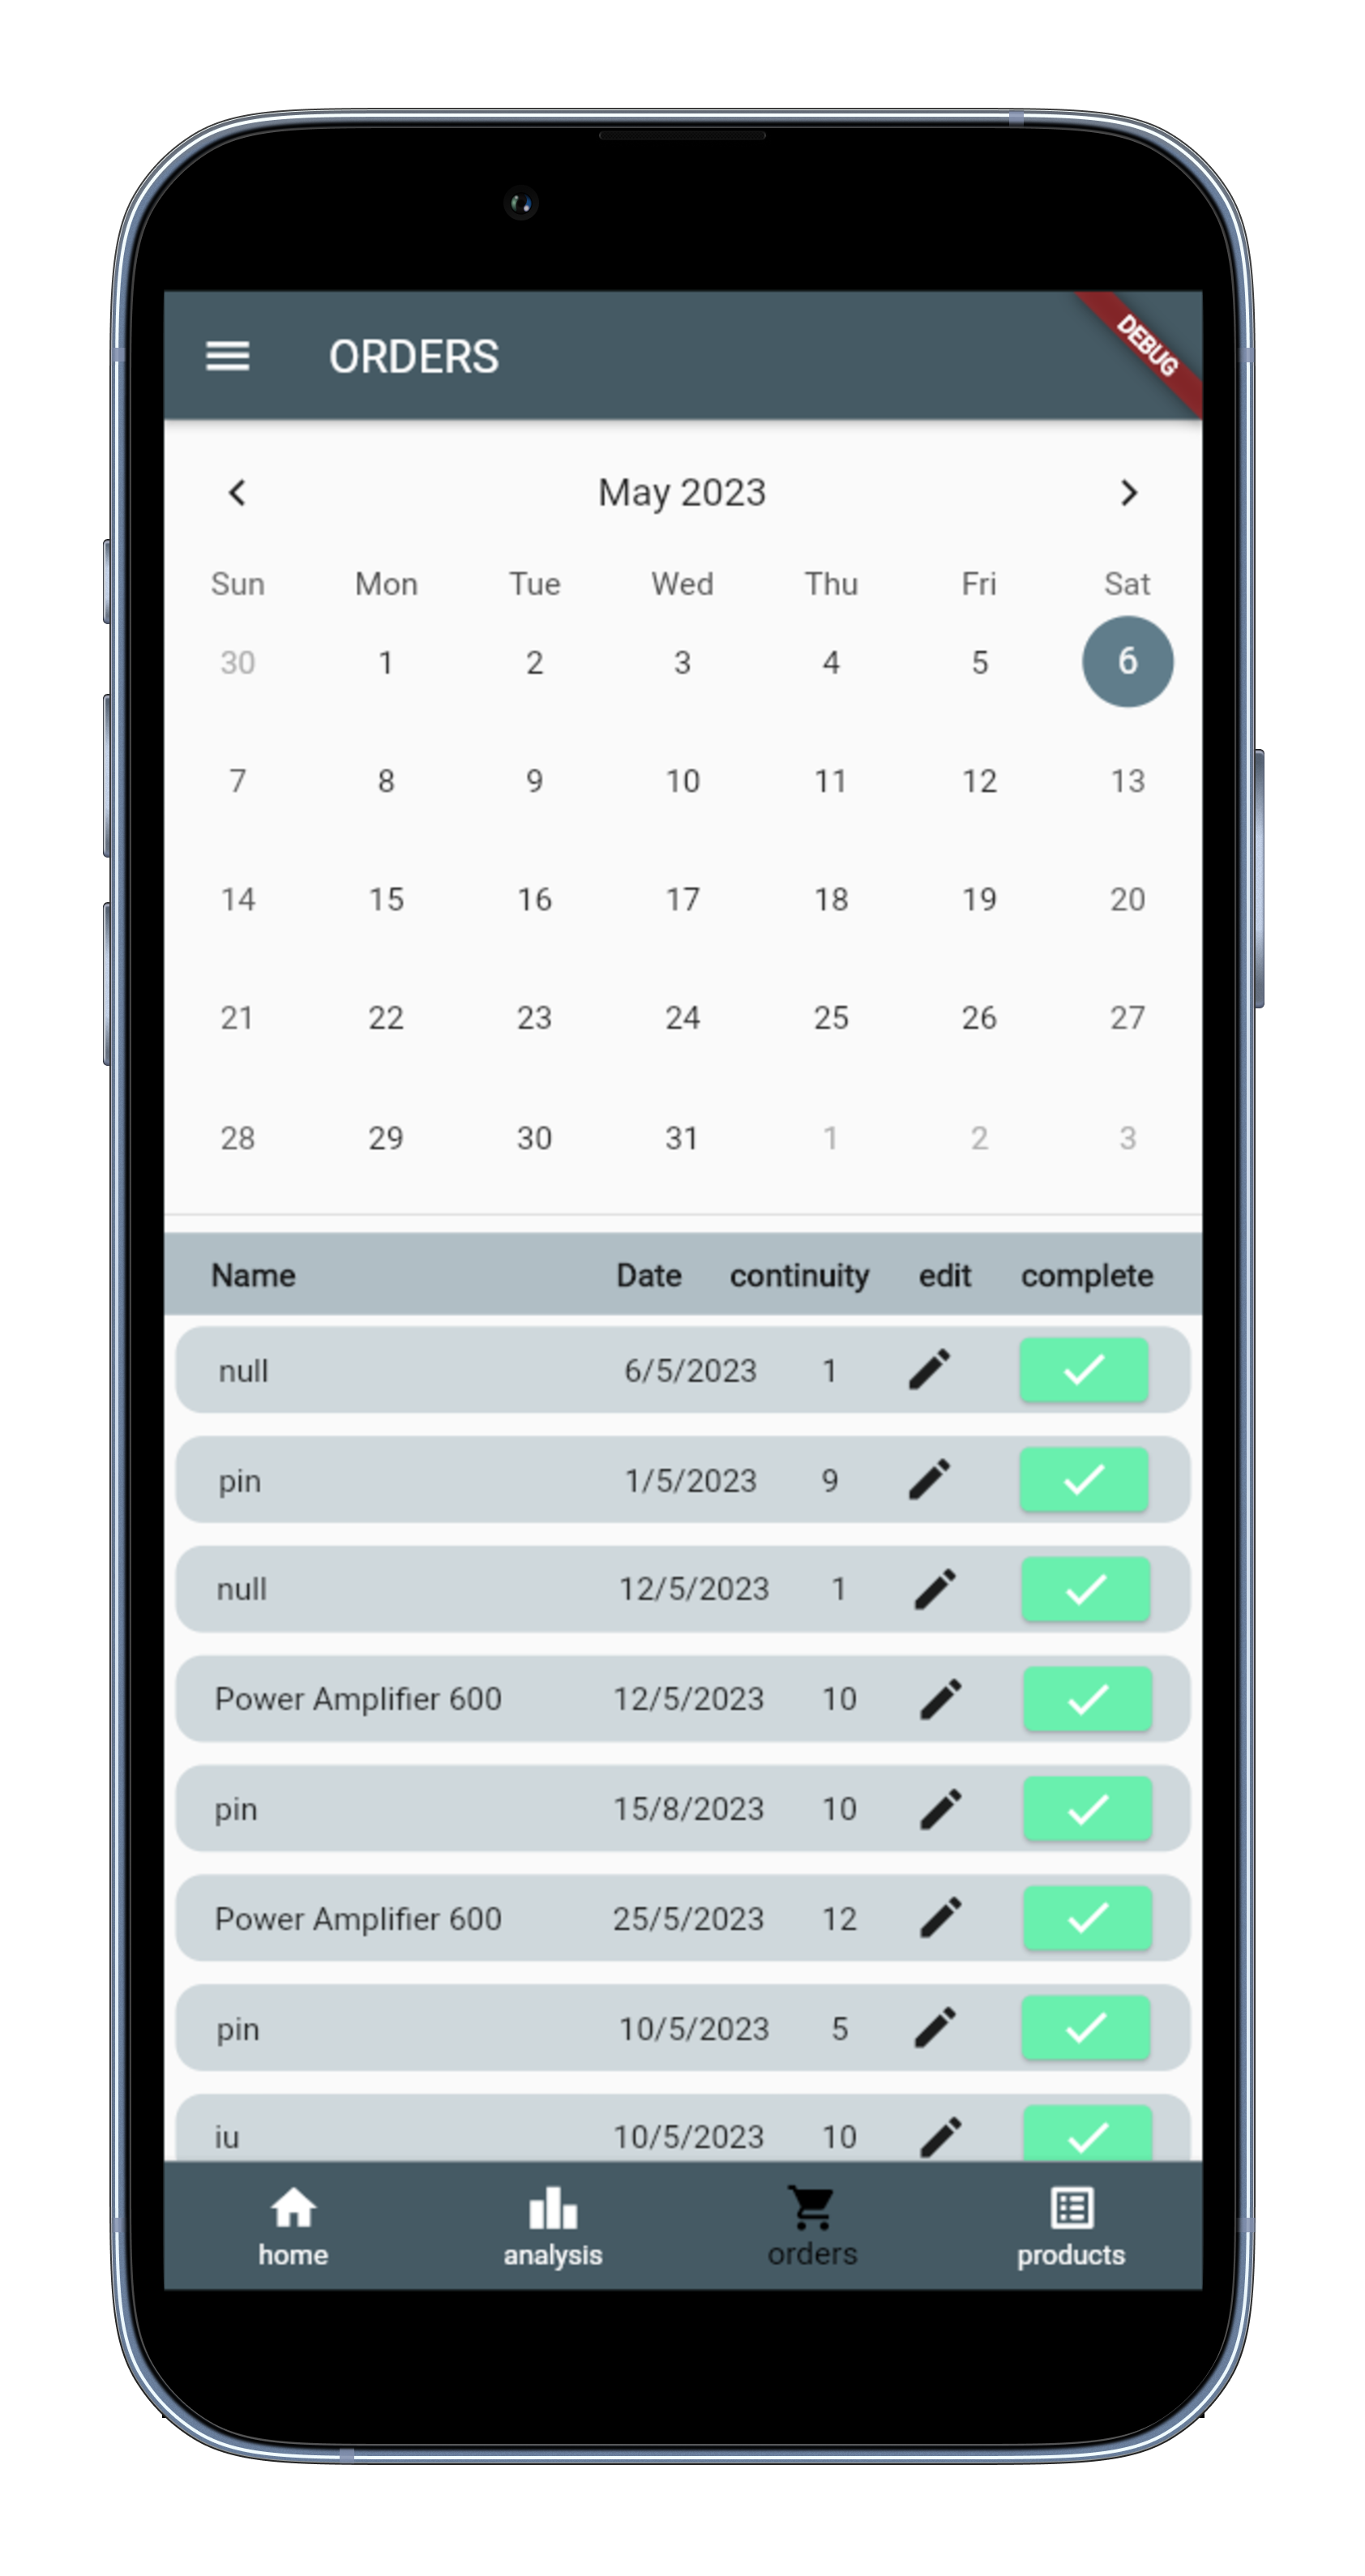 ORDERS
DEBUG
May 2023
Sun Mon Tue Wed Thu Fri Sat
30 1 2 3 4 5 6
7 8 9 10 11 12 13
14 15 16 17 18 19 20
21 22 23 24 25 26 27
28 29 30 31 1 2 3
Name Date continuity edit complete
null 6/5/2023 1
pin 1/5/2023 9
null 12/5/2023 1
Power Amplifier 600 12/5/2023 10
pin 15/8/2023 10
Power Amplifier 600 25/5/2023 12
pin 10/5/2023 5
iu 10/5/2023 10
home analysis orders products